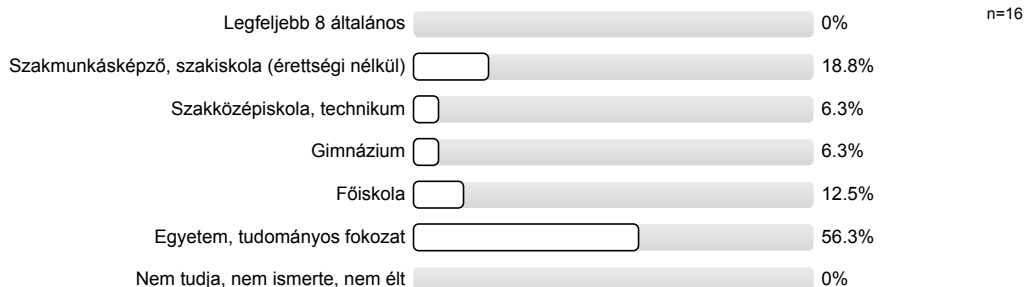 Legfeljebb 8 általános 0% n=16
Szakmunkásképző, szakiskola (érettségi nélkül) 18.8%
Szakközépiskola, technikum 6.3%
Gimnázium 6.3%
Főiskola 12.5%
Egyetem, tudományos fokozat 56.3%
Nem tudja, nem ismerte, nem élt 0%